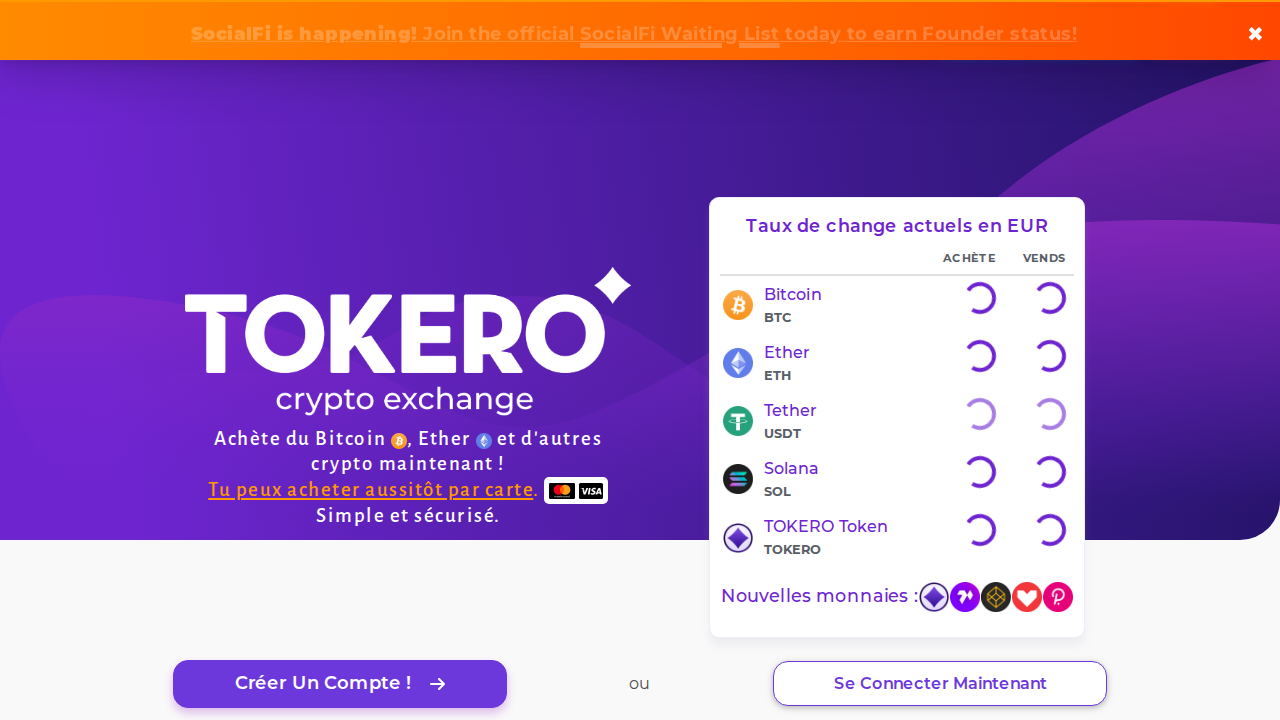 SocialFi is happening! Join the official SocialFi Waiting List today to earn Founder status!
✖
TOKERO
crypto exchange
Achète du Bitcoin , Ether et d'autres
crypto maintenant !
Tu peux acheter aussitôt par carte. VISA
Simple et sécurisé.
Taux de change actuels en EUR
ACHÈTE VENDS
Bitcoin
BTC
Ether
ETH
Tether
USDT
Solana
SOL
TOKERO Token
TOKERO
Nouvelles monnaies :
Créer Un Compte ! →
ou
Se Connecter Maintenant